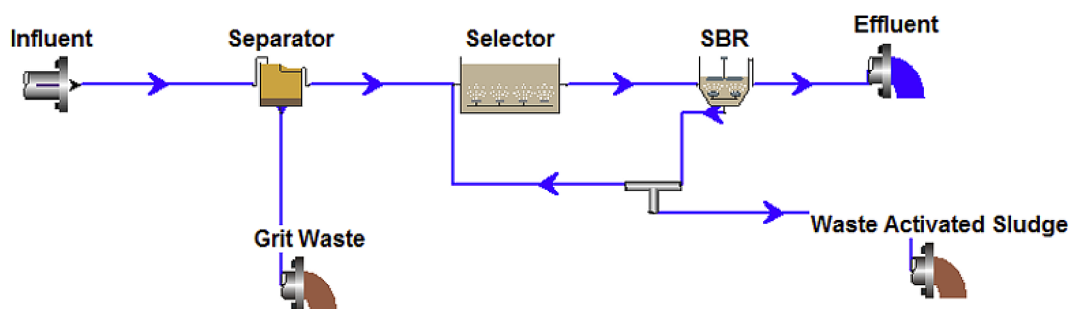 Influent
Separator
Selector
SBR
Effluent
Grit Waste
Waste Activated Sludge